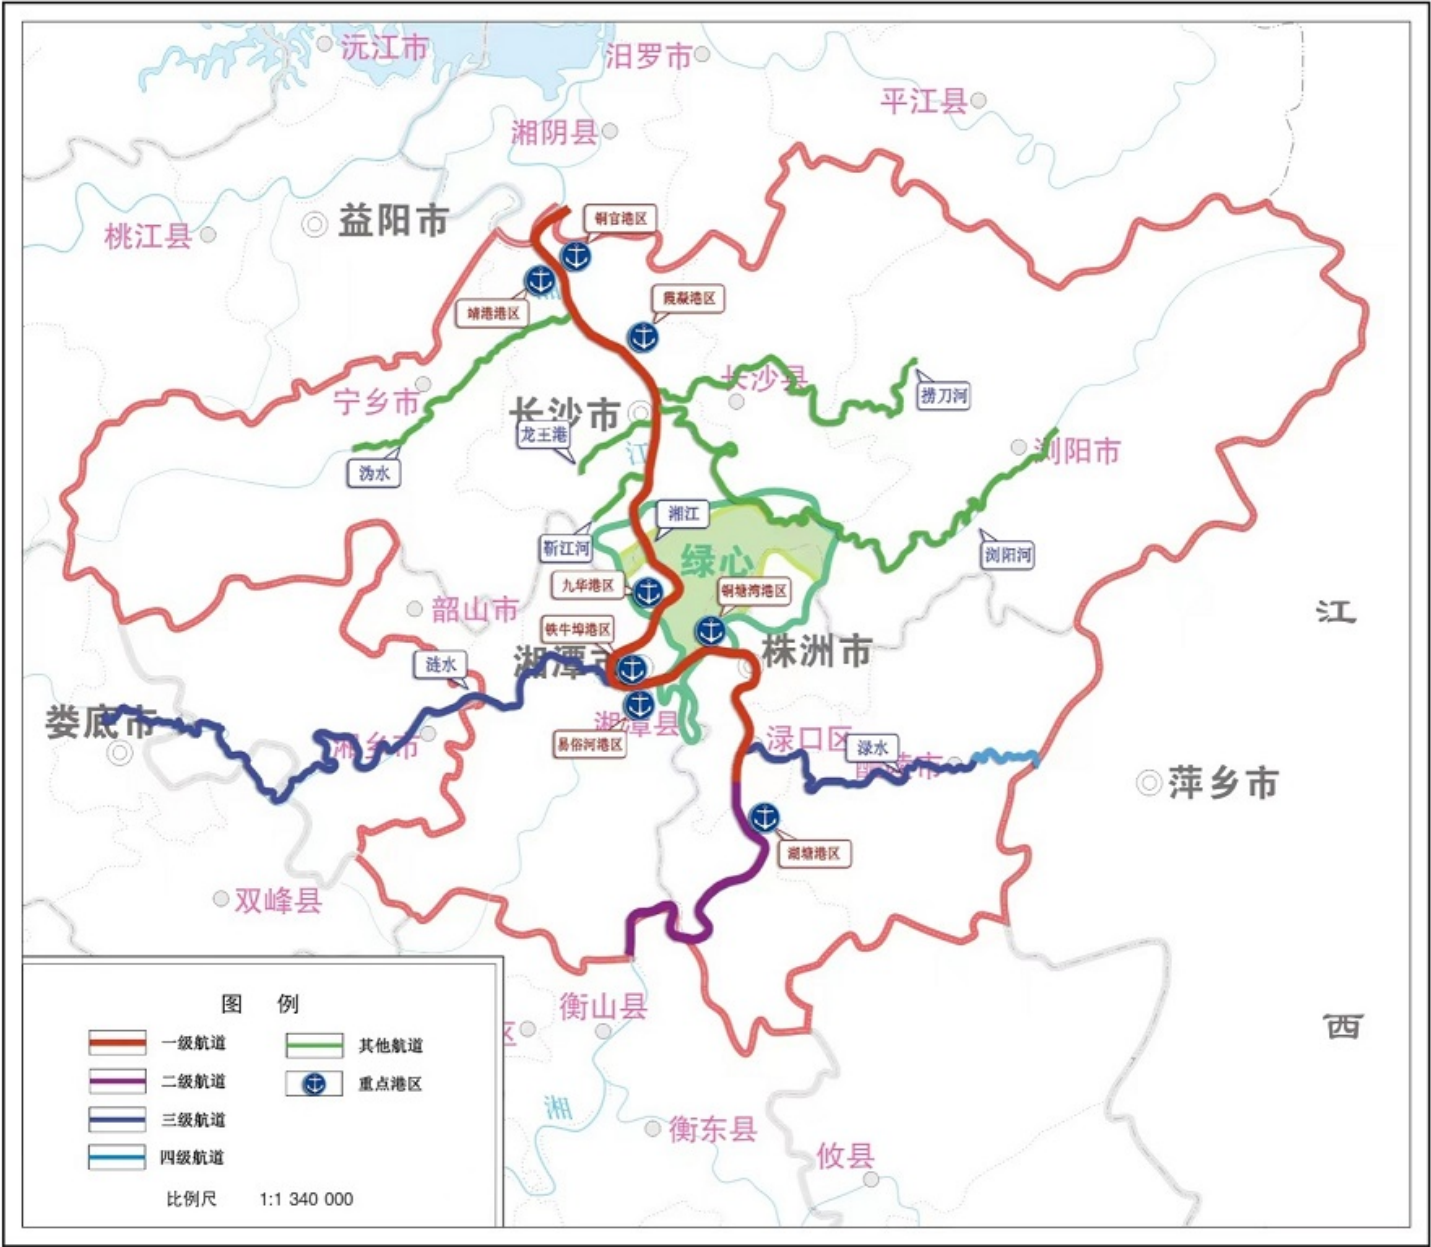 沅江市
汨罗市
平江县
湘阴县
益阳市
桃江县
铜官港区
靖港港区
霞凝港区
宁乡市
长沙县
捞刀河
长沙市
龙王港
江
浏阳市
沩水
湘江
靳江河
绿心
浏阳河
九华港区
铜塘湾港区
韶山市
江
铁牛埠港区
湘潭市
株洲市
涟水
娄底市
湘潭县
湘乡市
易俗河港区
渌口区
渌水
醴陵市
萍乡市
湖塘港区
双峰县
衡山县
区
西
湘
衡东县
攸县
图 例
一级航道
其他航道
二级航道
重点港区
三级航道
四级航道
比例尺 1:1 340 000